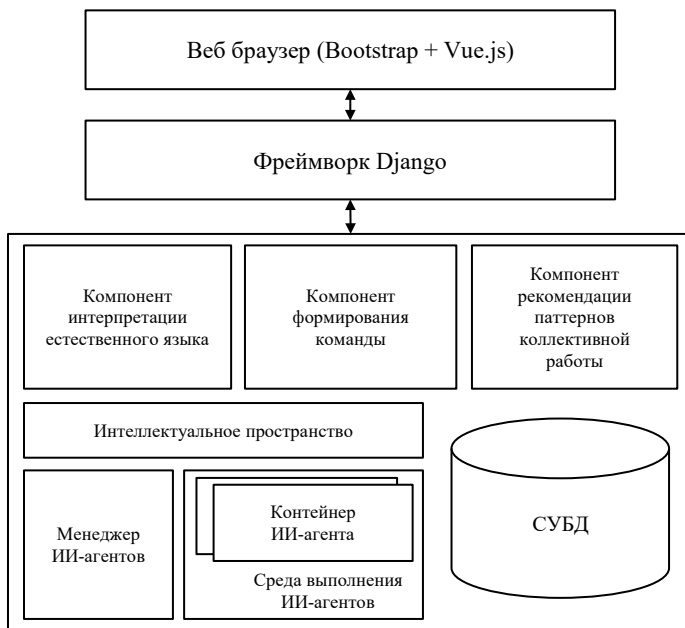 Веб браузер (Bootstrap + Vue.js)
Фреймворк Django
Компонент
интерпретации
естественного языка
Компонент
формирования
команды
Компонент
рекомендации
паттернов
коллективной
работы
Интеллектуальное пространство
Менеджер
ИИ-агентов
Контейнер
ИИ-агента
Среда выполнения
ИИ-агентов
СУБД